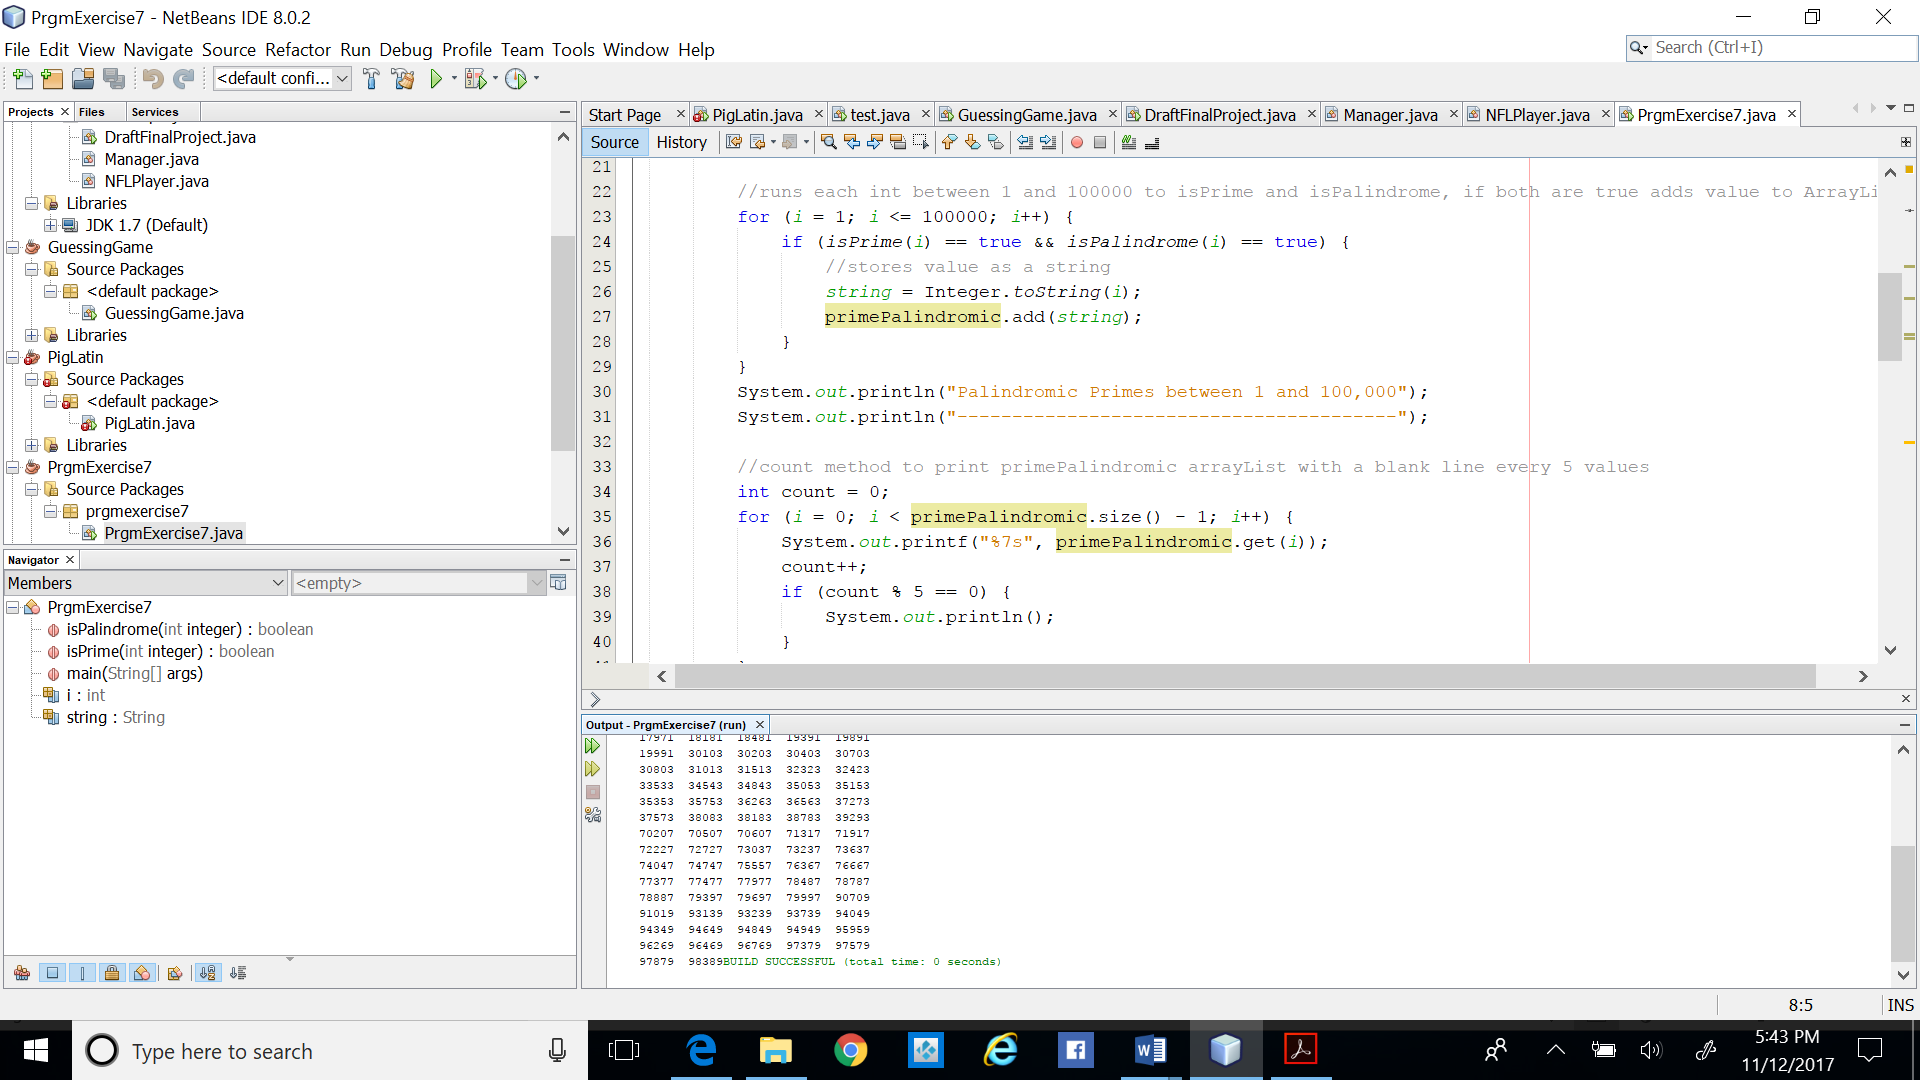 PrgmExercise7 - NetBeans IDE 8.0.2
File Edit View Navigate Source Refactor Run Debug Profile Team Tools Window Help
Search (Ctrl+I)
<default confi...
Projects Files Services
DraftFinalProject.java
Manager.java
NFLPlayer.java
Libraries
JDK 1.7 (Default)
GuessingGame
Source Packages
<default package>
GuessingGame.java
Libraries
PigLatin
Source Packages
<default package>
PigLatin.java
Libraries
PrgmExercise7
Source Packages
prgmexercise7
PrgmExercise7.java
Navigator
Members <empty>
PrgmExercise7
isPalindrome(int integer) : boolean
isPrime(int integer) : boolean
main(String[] args)
i : int
string : String
Start Page PigLatin.java test.java GuessingGame.java DraftFinalProject.java Manager.java NFLPlayer.java PrgmExercise7.java
Source History
21
22 //runs each int between 1 and 100000 to isPrime and isPalindrome, if both are true adds value to ArrayLi
23 for (i = 1; i <= 100000; i++) {
24 if (isPrime(i) == true && isPalindrome(i) == true) {
25 //stores value as a string
26 string = Integer.toString(i);
27 primePalindromic.add(string);
28 }
29 }
30 System.out.println("Palindromic Primes between 1 and 100,000");
31 System.out.println("----------------------------------------");
32
33 //count method to print primePalindromic arrayList with a blank line every 5 values
34 int count = 0;
35 for (i = 0; i < primePalindromic.size() - 1; i++) {
36 System.out.printf("%7s", primePalindromic.get(i));
37 count++;
38 if (count % 5 == 0) {
39 System.out.println();
40 }
Output - PrgmExercise7 (run)
17971 18181 18481 19391 19891
19991 30103 30203 30403 30703
30803 31013 31513 32323 32423
33533 34543 34843 35053 35153
35353 35753 36263 36563 37273
37573 38083 38183 38783 39293
70207 70507 70607 71317 71917
72227 72727 73037 73237 73637
74047 74747 75557 76367 76667
77377 77477 77977 78487 78787
78887 79397 79697 79997 90709
91019 93139 93239 93739 94049
94349 94649 94849 94949 95959
96269 96469 96769 97379 97579
97879 98389BUILD SUCCESSFUL (total time: 0 seconds)
8:5 INS
Type here to search
5:43 PM
11/12/2017